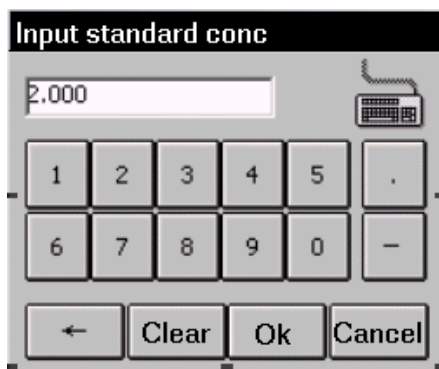 Input standard conc
2.000
1 2 3 4 5 .
6 7 8 9 0 -
← Clear Ok Cancel